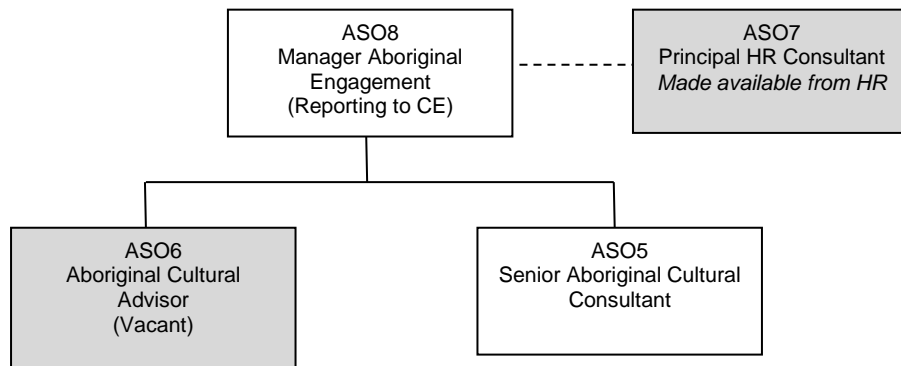 ASO8
Manager Aboriginal
Engagement
(Reporting to CE)
ASO7
Principal HR Consultant
Made available from HR
ASO6
Aboriginal Cultural
Advisor
(Vacant)
ASO5
Senior Aboriginal Cultural
Consultant